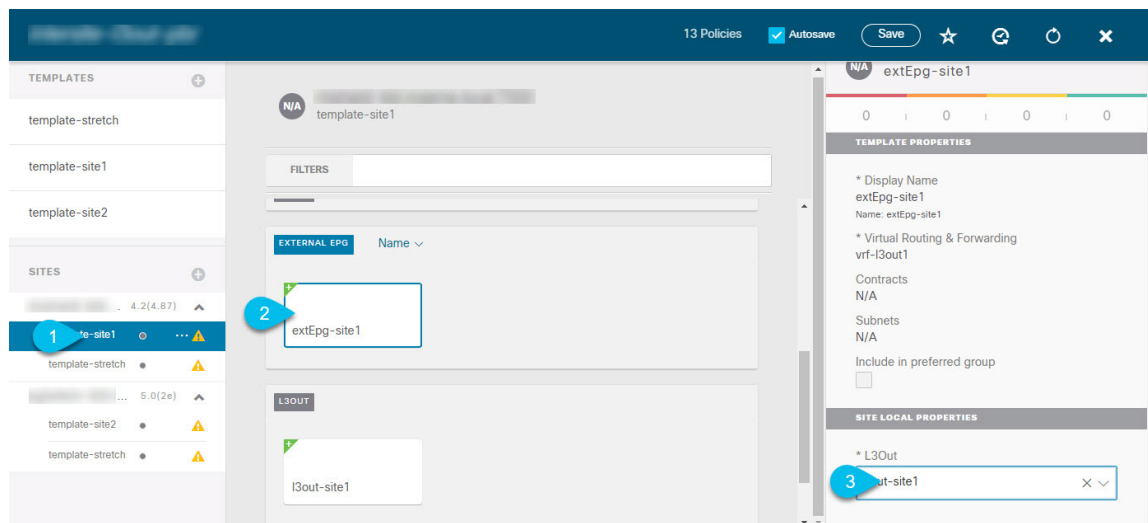 13 Policies
Autosave
Save
TEMPLATES
template-stretch
template-site1
template-site2
SITES
... 4.2(4.87)
1
te-site1
...
template-stretch
... 5.0(2e)
template-site2
template-stretch
N/A
template-site1
FILTERS
EXTERNAL EPG
Name
2
extEpg-site1
L3OUT
l3out-site1
N/A
extEpg-site1
0 0 0 0
TEMPLATE PROPERTIES
* Display Name
extEpg-site1
Name: extEpg-site1
* Virtual Routing & Forwarding
vrf-l3out1
Contracts
N/A
Subnets
N/A
Include in preferred group
SITE LOCAL PROPERTIES
* L3Out
3
ut-site1